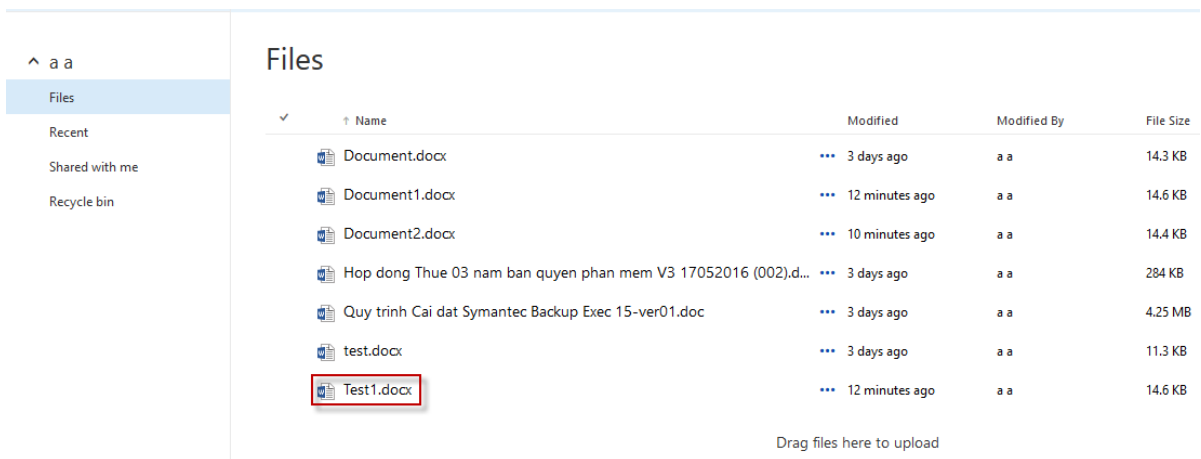 a a
Files
Recent
Shared with me
Recycle bin
Files
Name Modified Modified By File Size
Document.docx ... 3 days ago a a 14.3 KB
Document1.docx ... 12 minutes ago a a 14.6 KB
Document2.docx ... 10 minutes ago a a 14.4 KB
Hop dong Thue 03 nam ban quyen phan mem V3 17052016 (002).d... ... 3 days ago a a 284 KB
Quy trinh Cai dat Symantec Backup Exec 15-ver01.doc ... 3 days ago a a 4.25 MB
test.docx ... 3 days ago a a 11.3 KB
Test1.docx ... 12 minutes ago a a 14.6 KB
Drag files here to upload